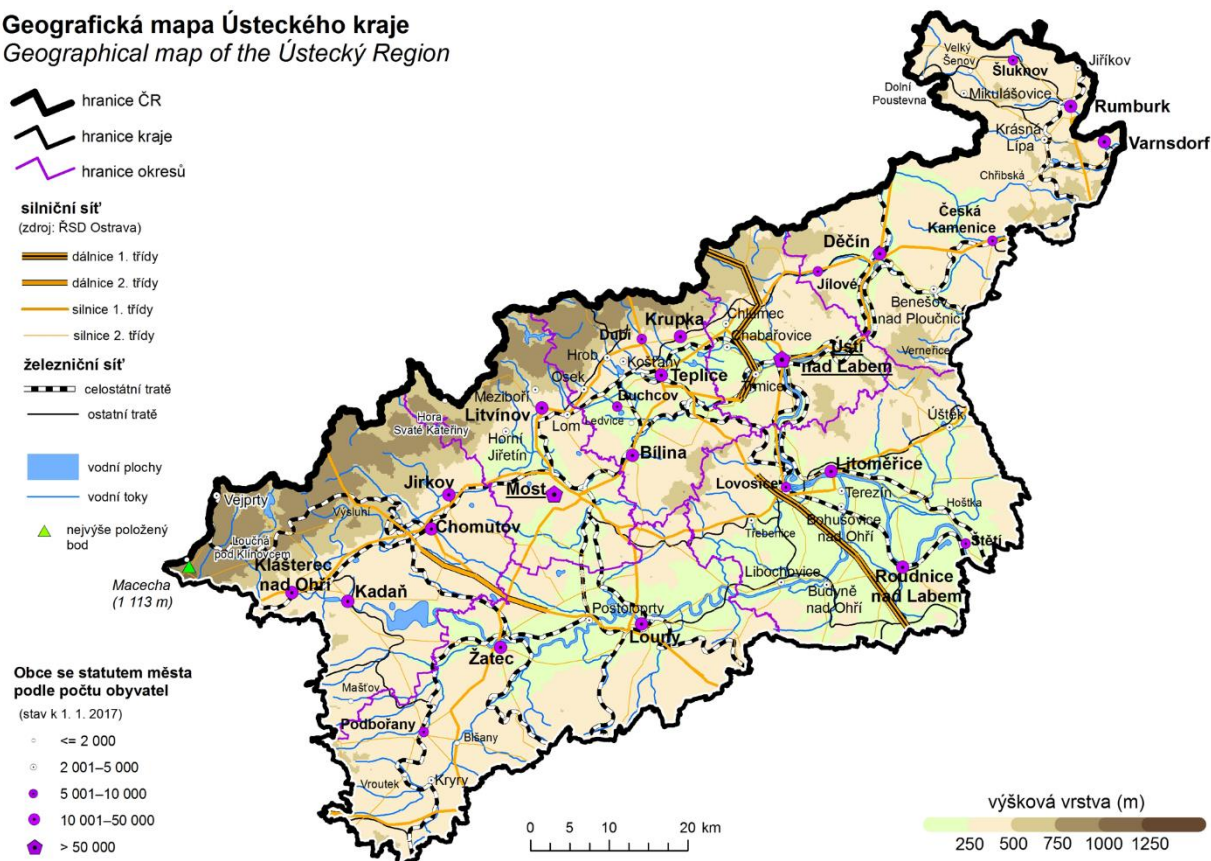 Geografická mapa Ústeckého kraje
Geographical map of the Ústecký Region
hranice ČR
hranice kraje
hranice okresů
silniční síť
(zdroj: ŘSD Ostrava)
dálnice 1. třídy
dálnice 2. třídy
silnice 1. třídy
silnice 2. třídy
železniční síť
celostátní tratě
ostatní tratě
vodní plochy
vodní toky
nejvýše položený
bod
Velký
Šenov
Šluknov
Jiříkov
Dolní
Poustevna
Mikulášovice
Rumburk
Krásná
Lípa
Varnsdorf
Chřibská
Česká
Kamenice
Děčín
Jílové
Benešov
nad Ploučnicí
Chlumec
Krupka
Dubí
Chabařovice
Verneřice
Hrob
Košťany
Ústí
nad Labem
Osek
Teplice
Trmice
Meziboří
Duchcov
Litvínov
Ledvice
Lom
Hora
Svaté Kateřiny
Úštěk
Horní
Jiřetín
Bílina
Litoměřice
Jirkov
Most
Lovosice
Terezín
Vejprty
Hoštka
Výsluní
Bohušovice
nad Ohří
Chomutov
Třebenice
Štětí
Loučná
pod Klínovcem
Klášterec
nad Ohří
Libochovice
Roudnice
nad Labem
Macecha
(1 113 m)
Kadaň
Budyně
nad Ohří
Postoloprty
Louny
Žatec
Mašťov
Podbořany
Blšany
Vroutek
Kryry
Obce se statutem města
podle počtu obyvatel
(stav k 1. 1. 2017)
<= 2 000
2 001–5 000
5 001–10 000
10 001–50 000
> 50 000
0 5 10 20 km
výšková vrstva (m)
250 500 750 1000 1250